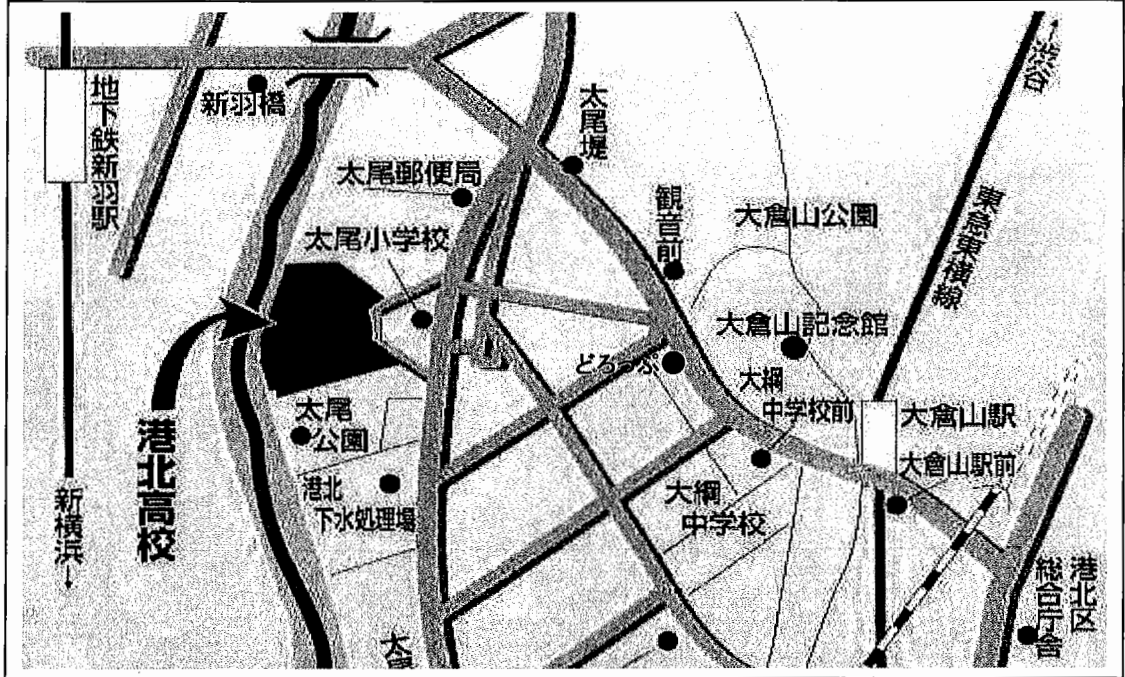 ↑渋谷
地下鉄新羽駅
新羽橋
太尾堤
太尾郵便局
観音前
大倉山公園
東急東横線
太尾小学校
大倉山記念館
どろっぷ
大綱
中学校前
太尾
公園
大倉山駅
大倉山駅前
港北高校
港北
下水処理場
大綱
中学校
新横浜→
港北区
総合庁舎
太尾